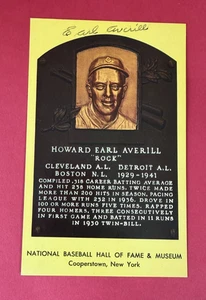 Earl Averill
HOWARD EARL AVERILL
"ROCK"
CLEVELAND A.L. DETROIT A.L.
BOSTON N.L. 1929-1941
COMPILED .318 CAREER BATTING AVERAGE
AND HIT 238 HOME RUNS. TWICE MADE
MORE THAN 200 HITS IN SEASON, PACING
LEAGUE WITH 232 IN 1936. DROVE IN
100 OR MORE RUNS FIVE TIMES. RAPPED
FOUR HOMERS, THREE CONSECUTIVELY
IN FIRST GAME AND BATTED IN 11 RUNS
IN 1930 TWIN-BILL.
NATIONAL BASEBALL HALL OF FAME & MUSEUM
Cooperstown, New York